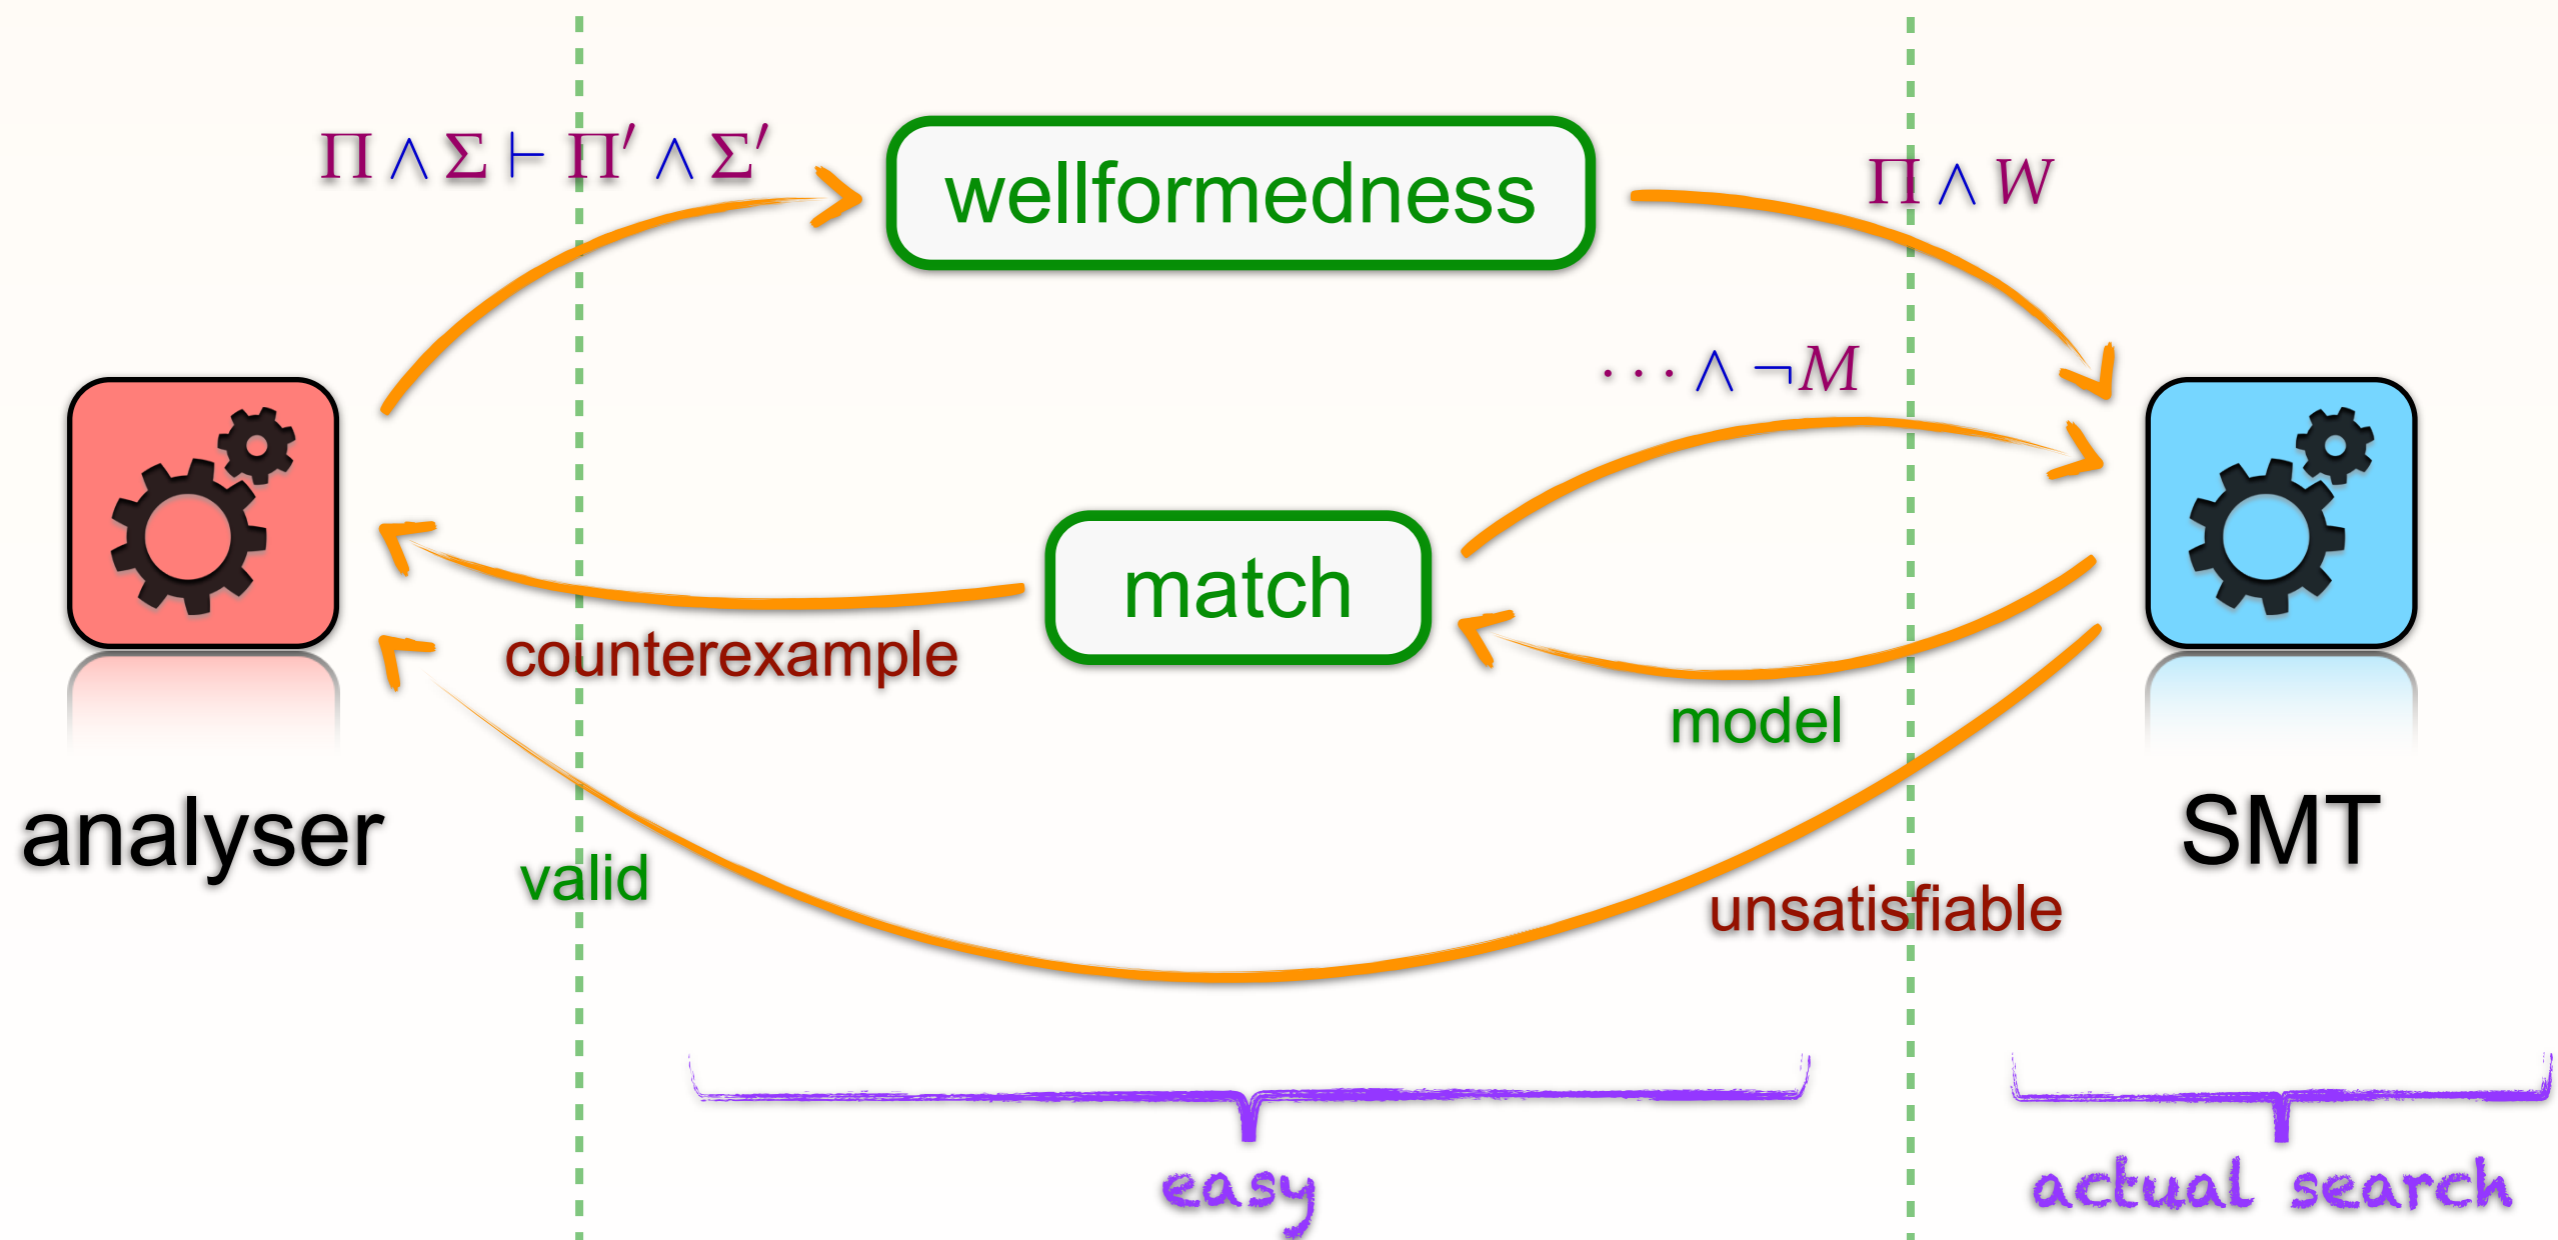 Π ∧ Σ ⊢ Π′ ∧ Σ′
wellformedness
Π ∧ W
⋯ ∧ ¬M
match
counterexample
model
analyser
SMT
valid
unsatisfiable
easy
actual search